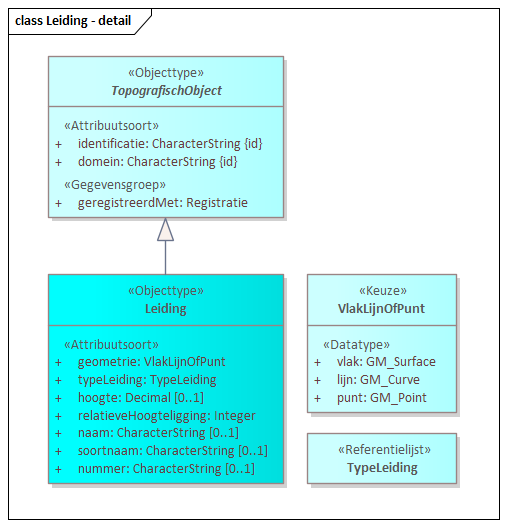 class Leiding - detail
«Objecttype»
TopografischObject
«Attribuutsoort»
+ identificatie: CharacterString {id}
+ domein: CharacterString {id}
«Gegevensgroep»
+ geregistreerdMet: Registratie
«Objecttype»
Leiding
«Attribuutsoort»
+ geometrie: VlakLijnOfPunt
+ typeLeiding: TypeLeiding
+ hoogte: Decimal [0..1]
+ relatieveHoogteligging: Integer
+ naam: CharacterString [0..1]
+ soortnaam: CharacterString [0..1]
+ nummer: CharacterString [0..1]
«Keuze»
VlakLijnOfPunt
«Datatype»
+ vlak: GM_Surface
+ lijn: GM_Curve
+ punt: GM_Point
«Referentielijst»
TypeLeiding